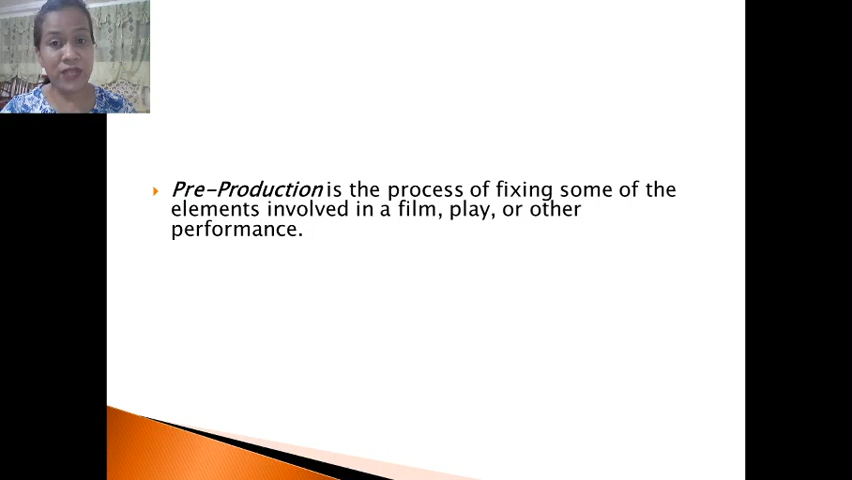 Pre-Production is the process of fixing some of the
elements involved in a film, play, or other
performance.